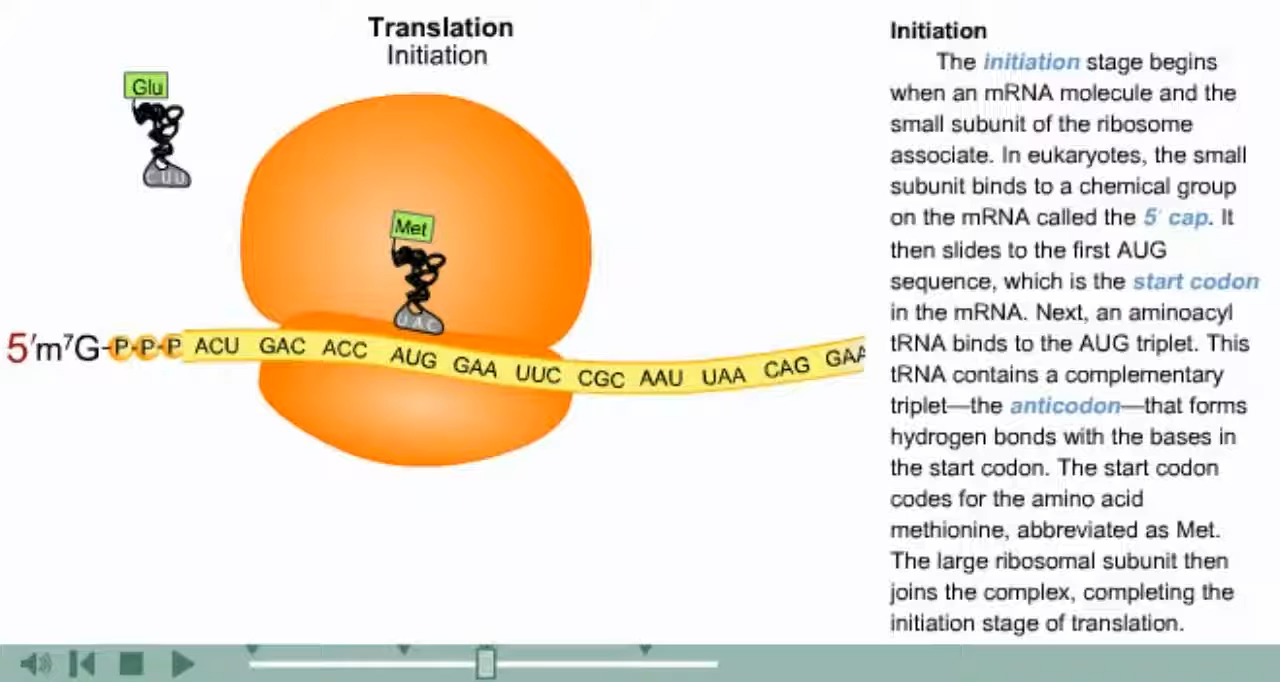 Translation
Initiation
Glu
CUU
Met
UAC
5′m⁷G-P-P-P ACU GAC ACC AUG GAA UUC CGC AAU UAA CAG GAA
Initiation
The initiation stage begins
when an mRNA molecule and the
small subunit of the ribosome
associate. In eukaryotes, the small
subunit binds to a chemical group
on the mRNA called the 5′ cap. It
then slides to the first AUG
sequence, which is the start codon
in the mRNA. Next, an aminoacyl
tRNA binds to the AUG triplet. This
tRNA contains a complementary
triplet—the anticodon—that forms
hydrogen bonds with the bases in
the start codon. The start codon
codes for the amino acid
methionine, abbreviated as Met.
The large ribosomal subunit then
joins the complex, completing the
initiation stage of translation.